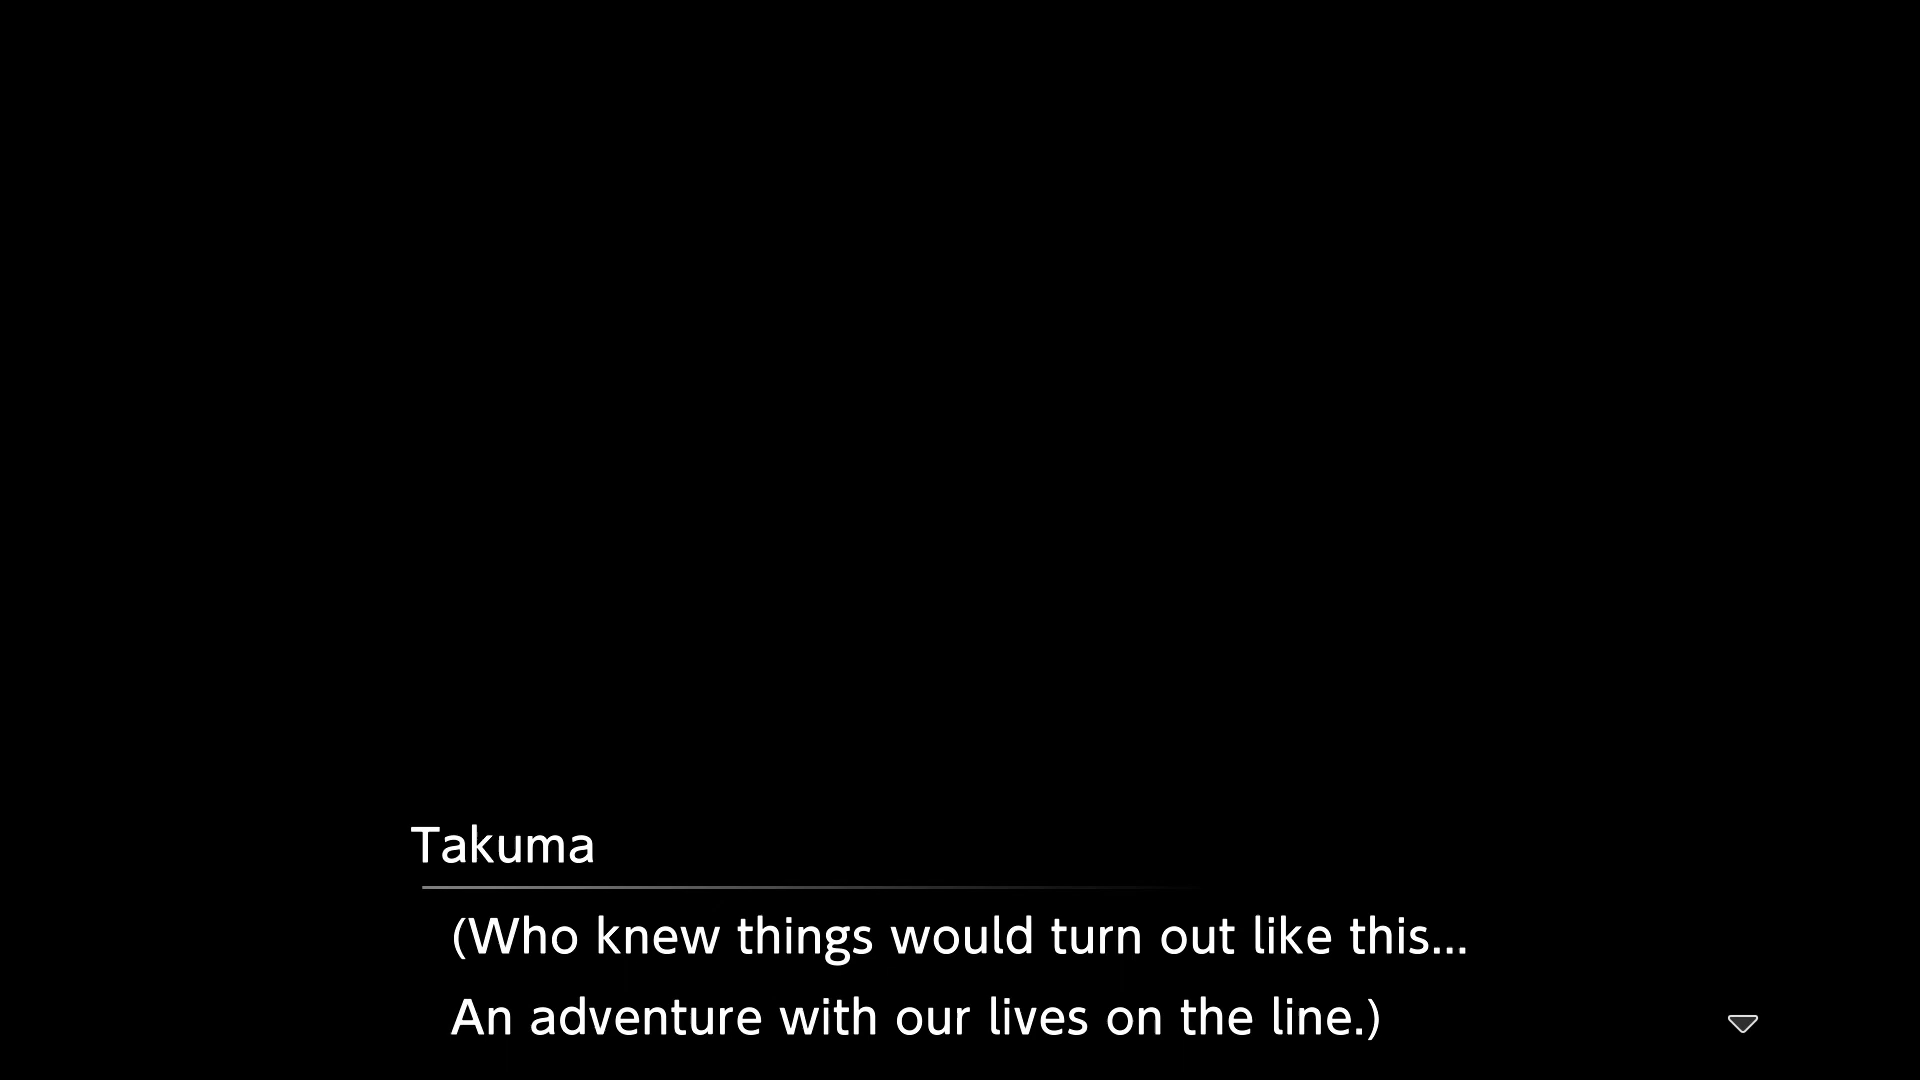 Takuma
(Who knew things would turn out like this...
An adventure with our lives on the line.)